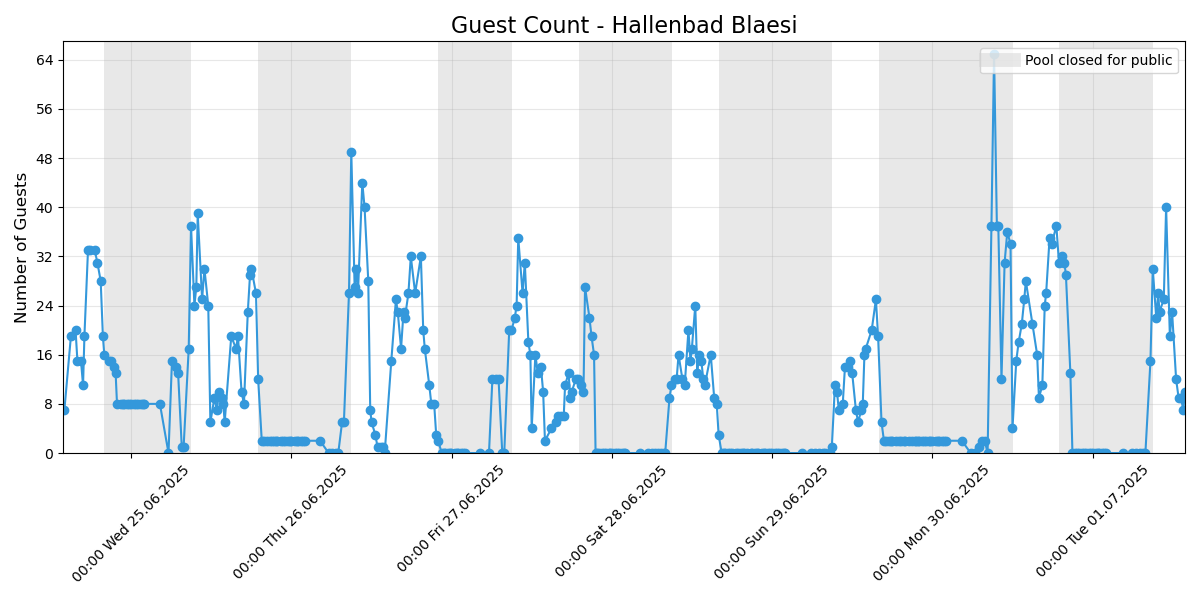 Guest Count - Hallenbad Blaesi
Pool closed for public
Number of Guests
64
56
48
40
32
24
16
8
0
00:00 Wed 25.06.2025
00:00 Thu 26.06.2025
00:00 Fri 27.06.2025
00:00 Sat 28.06.2025
00:00 Sun 29.06.2025
00:00 Mon 30.06.2025
00:00 Tue 01.07.2025